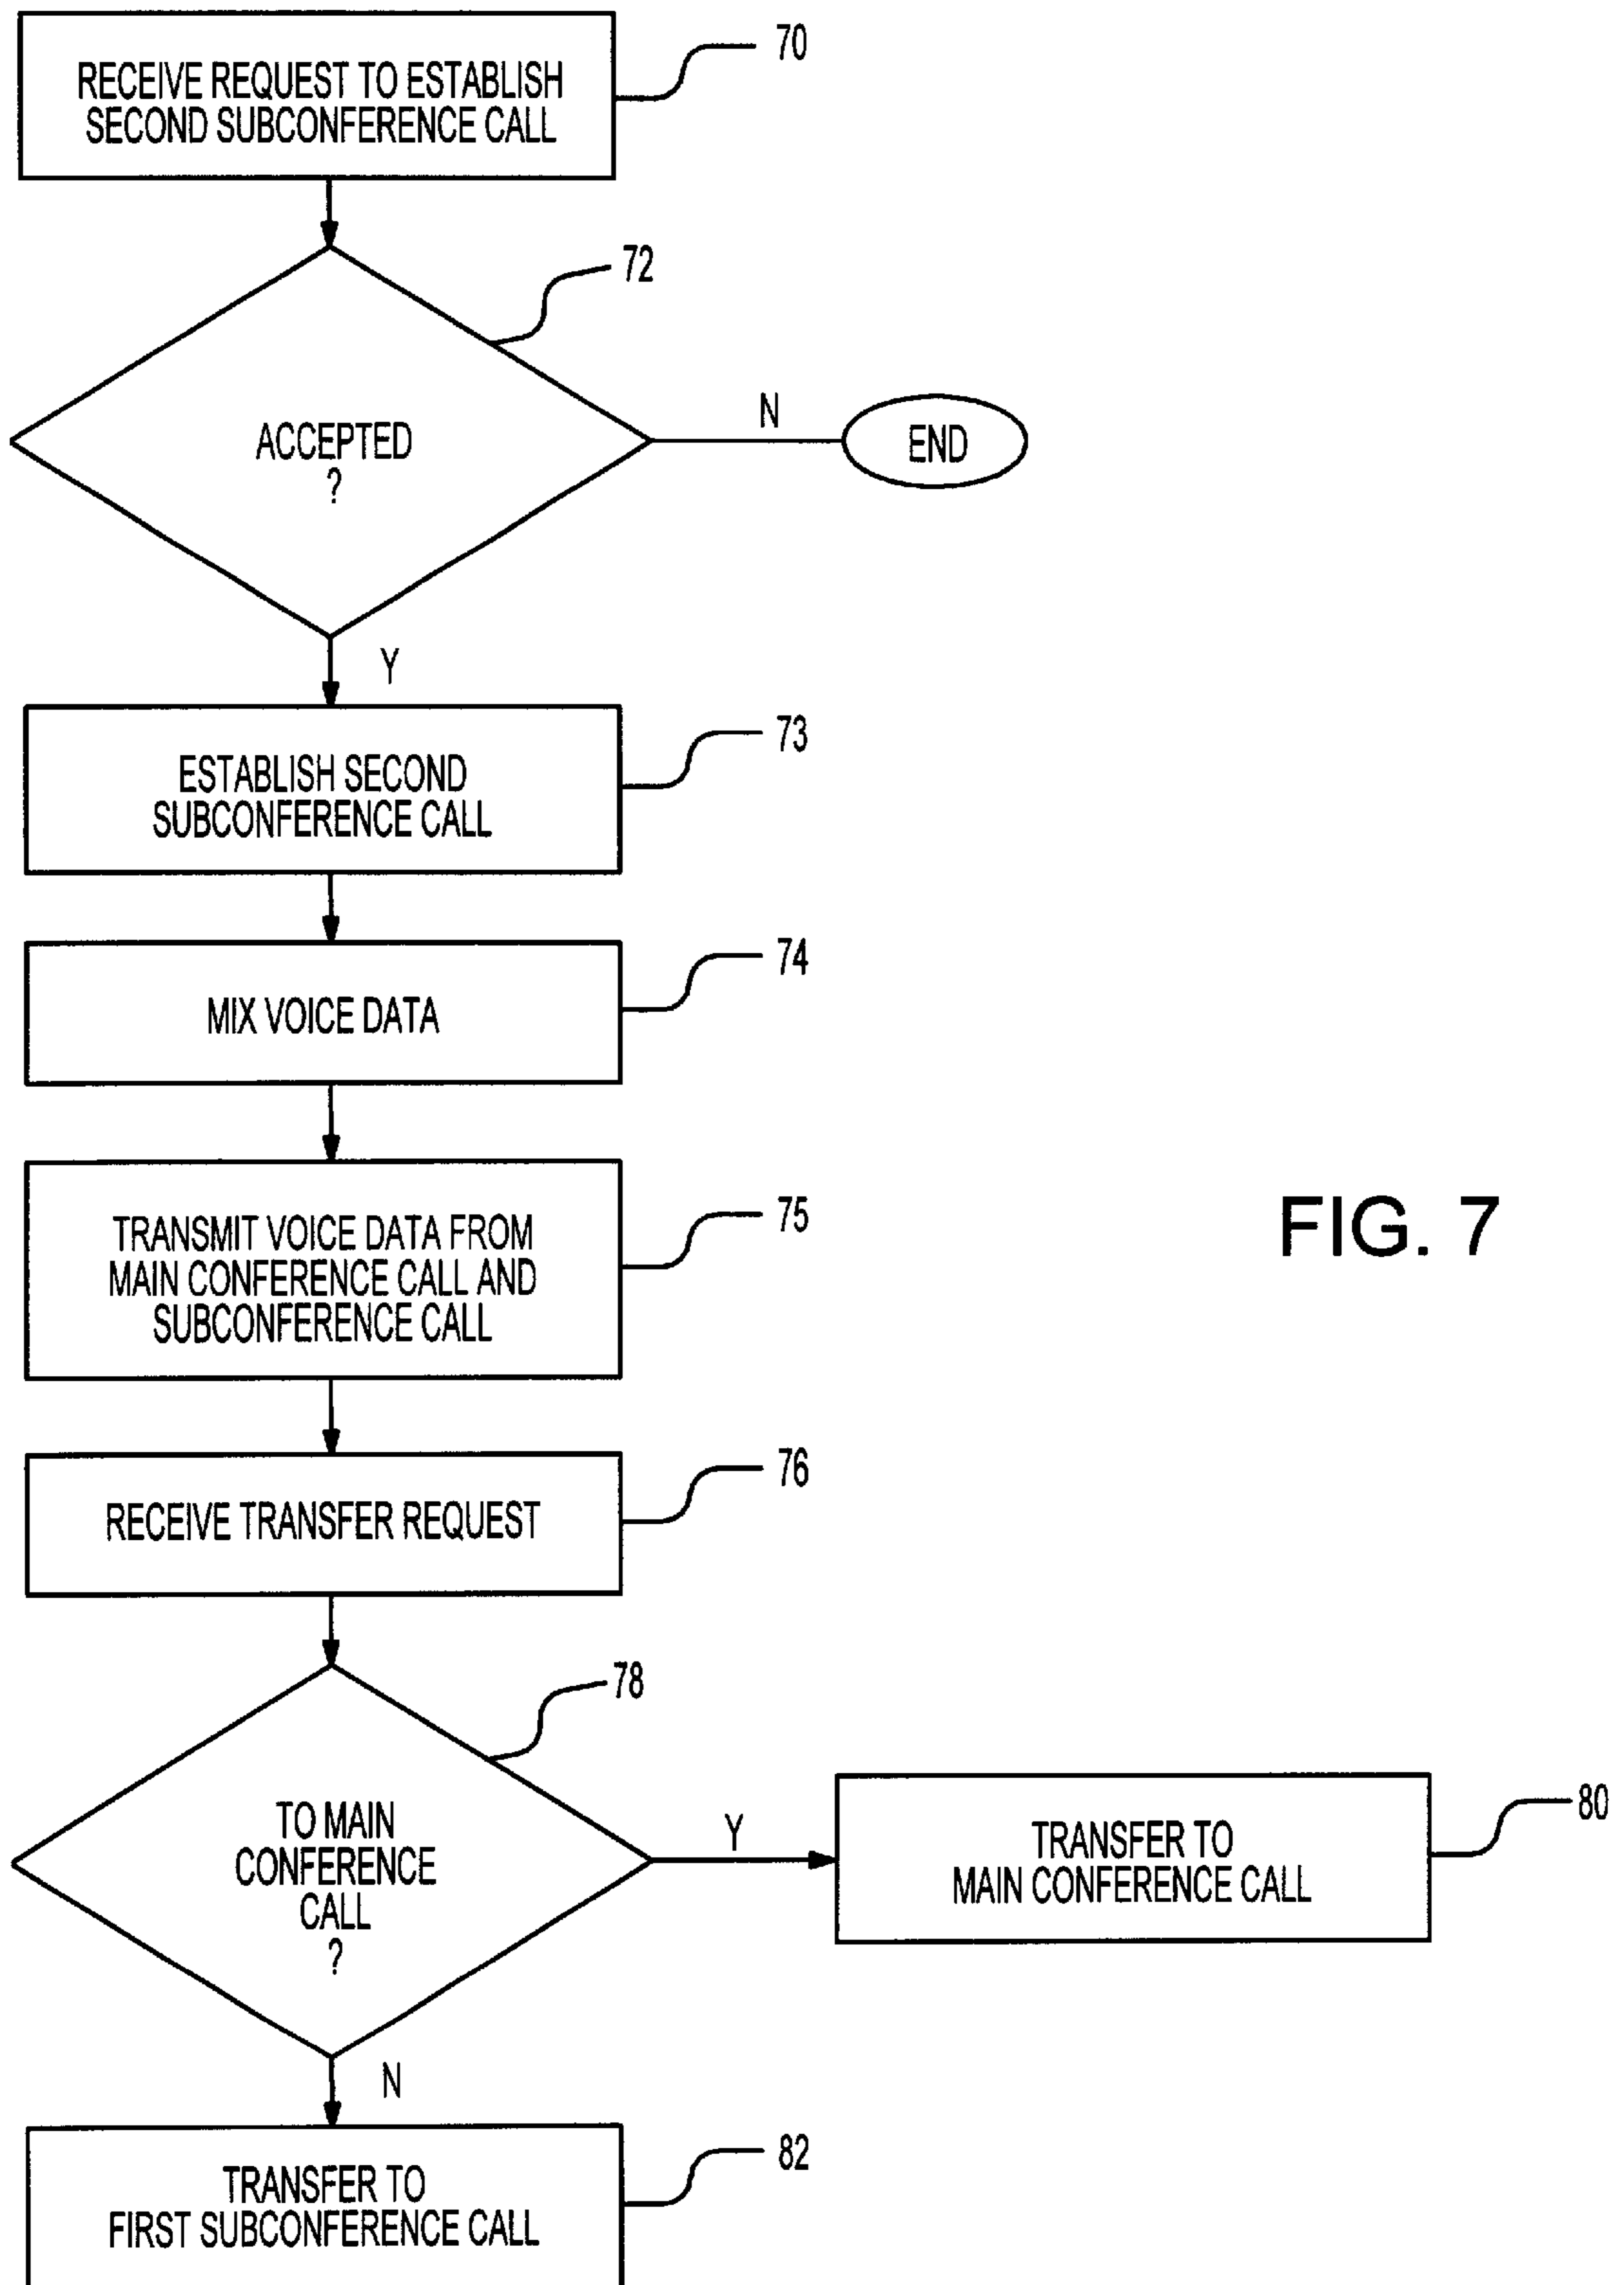 70
RECEIVE REQUEST TO ESTABLISH
SECOND SUBCONFERENCE CALL
72
ACCEPTED
?
N
END
Y
73
ESTABLISH SECOND
SUBCONFERENCE CALL
74
MIX VOICE DATA
75
TRANSMIT VOICE DATA FROM
MAIN CONFERENCE CALL AND
SUBCONFERENCE CALL
FIG. 7
76
RECEIVE TRANSFER REQUEST
78
TO MAIN
CONFERENCE
CALL
?
Y
80
TRANSFER TO
MAIN CONFERENCE CALL
N
82
TRANSFER TO
FIRST SUBCONFERENCE CALL